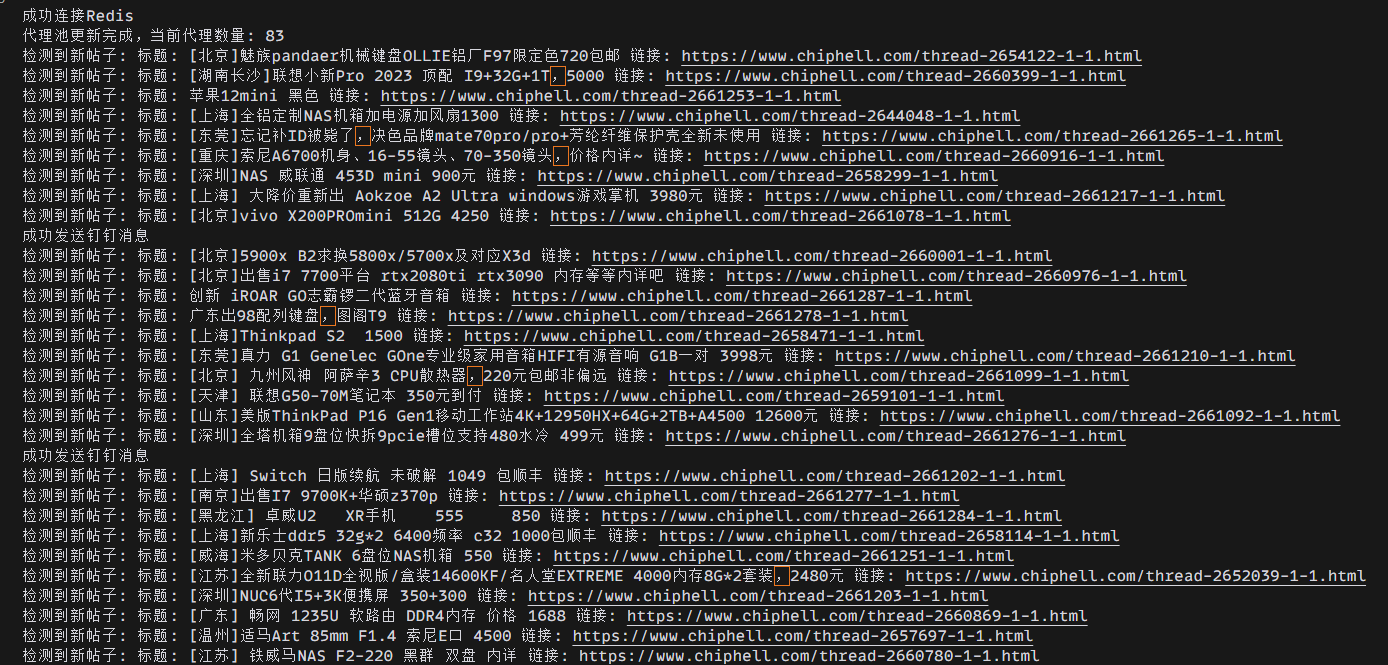 成功连接Redis
代理池更新完成，当前代理数量: 83
检测到新帖子: 标题: [北京]魅族pandaer机械键盘OLLIE铝厂F97限定色720包邮 链接: https://www.chiphell.com/thread-2654122-1-1.html
检测到新帖子: 标题: [湖南长沙]联想小新Pro 2023 顶配 I9+32G+1T，5000 链接: https://www.chiphell.com/thread-2660399-1-1.html
检测到新帖子: 标题: 苹果12mini 黑色 链接: https://www.chiphell.com/thread-2661253-1-1.html
检测到新帖子: 标题: [上海]全铝定制NAS机箱加电源加风扇1300 链接: https://www.chiphell.com/thread-2644048-1-1.html
检测到新帖子: 标题: [东莞]忘记补ID被毙了，决色品牌mate70pro/pro+芳纶纤维保护壳全新未使用 链接: https://www.chiphell.com/thread-2661265-1-1.html
检测到新帖子: 标题: [重庆]索尼A6700机身、16-55镜头、70-350镜头，价格内详~ 链接: https://www.chiphell.com/thread-2660916-1-1.html
检测到新帖子: 标题: [深圳]NAS 威联通 453D mini 900元 链接: https://www.chiphell.com/thread-2658299-1-1.html
检测到新帖子: 标题: [上海] 大降价重新出 Aokzoe A2 Ultra windows游戏掌机 3980元 链接: https://www.chiphell.com/thread-2661217-1-1.html
检测到新帖子: 标题: [北京]vivo X200PROmini 512G 4250 链接: https://www.chiphell.com/thread-2661078-1-1.html
成功发送钉钉消息
检测到新帖子: 标题: [北京]5900x B2求换5800x/5700x及对应X3d 链接: https://www.chiphell.com/thread-2660001-1-1.html
检测到新帖子: 标题: [北京]出售i7 7700平台 rtx2080ti rtx3090 内存等等内详吧 链接: https://www.chiphell.com/thread-2660976-1-1.html
检测到新帖子: 标题: 创新 iROAR GO志霸锣二代蓝牙音箱 链接: https://www.chiphell.com/thread-2661287-1-1.html
检测到新帖子: 标题: 广东出98配列键盘，图阁T9 链接: https://www.chiphell.com/thread-2661278-1-1.html
检测到新帖子: 标题: [上海]Thinkpad S2  1500 链接: https://www.chiphell.com/thread-2658471-1-1.html
检测到新帖子: 标题: [东莞]真力 G1 Genelec GOne专业级家用音箱HIFI有源音响 G1B一对 3998元 链接: https://www.chiphell.com/thread-2661210-1-1.html
检测到新帖子: 标题: [北京] 九州风神 阿萨辛3 CPU散热器，220元包邮非偏远 链接: https://www.chiphell.com/thread-2661099-1-1.html
检测到新帖子: 标题: [天津] 联想G50-70M笔记本 350元到付 链接: https://www.chiphell.com/thread-2659101-1-1.html
检测到新帖子: 标题: [山东]美版ThinkPad P16 Gen1移动工作站4K+12950HX+64G+2TB+A4500 12600元 链接: https://www.chiphell.com/thread-2661092-1-1.html
检测到新帖子: 标题: [深圳]全塔机箱9盘位快拆9pcie槽位支持480水冷 499元 链接: https://www.chiphell.com/thread-2661276-1-1.html
成功发送钉钉消息
检测到新帖子: 标题: [上海] Switch 日版续航 未破解 1049 包顺丰 链接: https://www.chiphell.com/thread-2661202-1-1.html
检测到新帖子: 标题: [南京]出售I7 9700K+华硕z370p 链接: https://www.chiphell.com/thread-2661277-1-1.html
检测到新帖子: 标题: [黑龙江] 卓威U2   XR手机    555     850 链接: https://www.chiphell.com/thread-2661284-1-1.html
检测到新帖子: 标题: [上海]新乐士ddr5 32g*2 6400频率 c32 1000包顺丰 链接: https://www.chiphell.com/thread-2658114-1-1.html
检测到新帖子: 标题: [威海]米多贝克TANK 6盘位NAS机箱 550 链接: https://www.chiphell.com/thread-2661251-1-1.html
检测到新帖子: 标题: [江苏]全新联力O11D全视版/盒装14600KF/名人堂EXTREME 4000内存8G*2套装，2480元 链接: https://www.chiphell.com/thread-2652039-1-1.html
检测到新帖子: 标题: [深圳]NUC6代I5+3K便携屏 350+300 链接: https://www.chiphell.com/thread-2661203-1-1.html
检测到新帖子: 标题: [广东] 畅网 1235U 软路由 DDR4内存 价格 1688 链接: https://www.chiphell.com/thread-2660869-1-1.html
检测到新帖子: 标题: [温州]适马Art 85mm F1.4 索尼E口 4500 链接: https://www.chiphell.com/thread-2657697-1-1.html
检测到新帖子: 标题: [江苏] 铁威马NAS F2-220 黑群 双盘 内详 链接: https://www.chiphell.com/thread-2660780-1-1.html